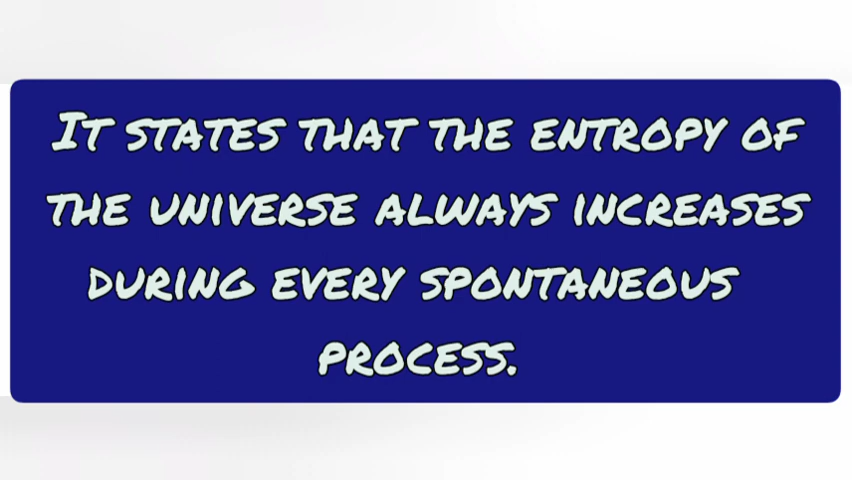 It states that the entropy of
the universe always increases
during every spontaneous
process.